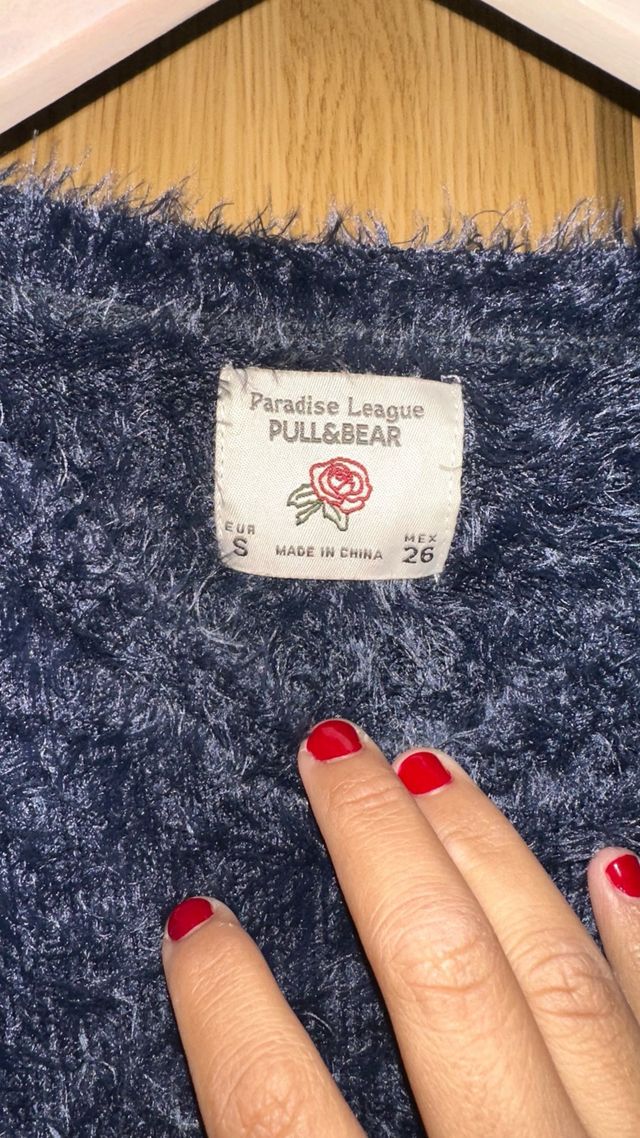 Paradise League
PULL&BEAR
EUR
S
MADE IN CHINA
MEX
26